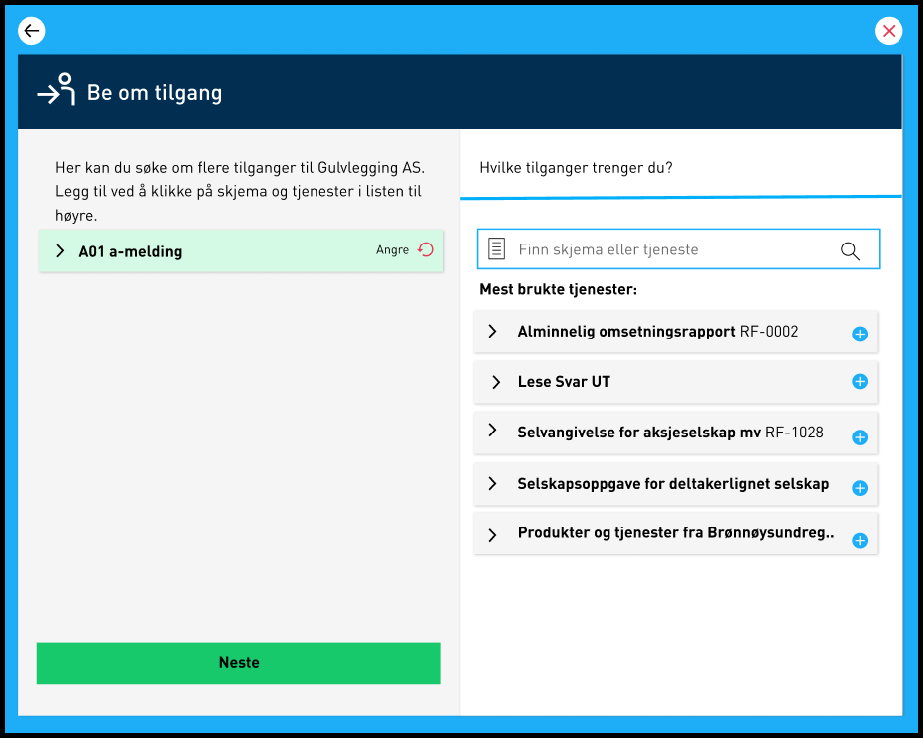 Be om tilgang
Her kan du søke om flere tilganger til Gulvlegging AS.
Legg til ved å klikke på skjema og tjenester i listen til
høyre.
A01 a-melding
Angre
Neste
Hvilke tilganger trenger du?
Finn skjema eller tjeneste
Mest brukte tjenester:
Alminnelig omsetningsrapport RF-0002
Lese Svar UT
Selvangivelse for aksjeselskap mv RF-1028
Selskapsoppgave for deltakerlignet selskap
Produkter og tjenester fra Brønnøysundreg..